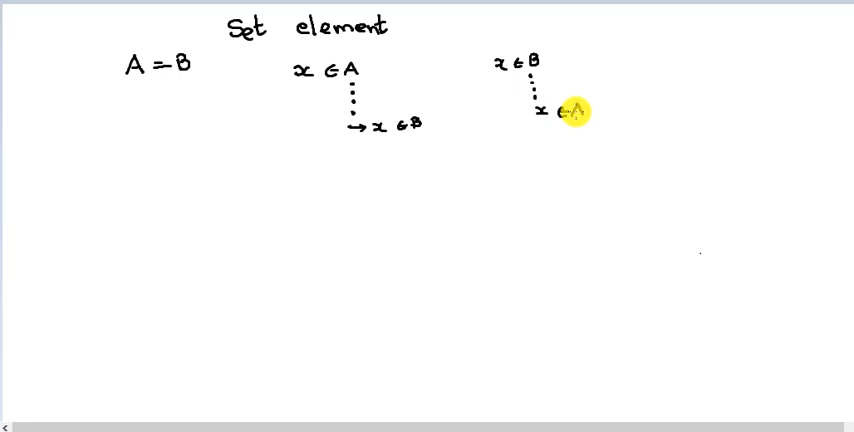 Set element
A = B x ∈ A x ∈ B
x ∈ A
→ x ∈ B